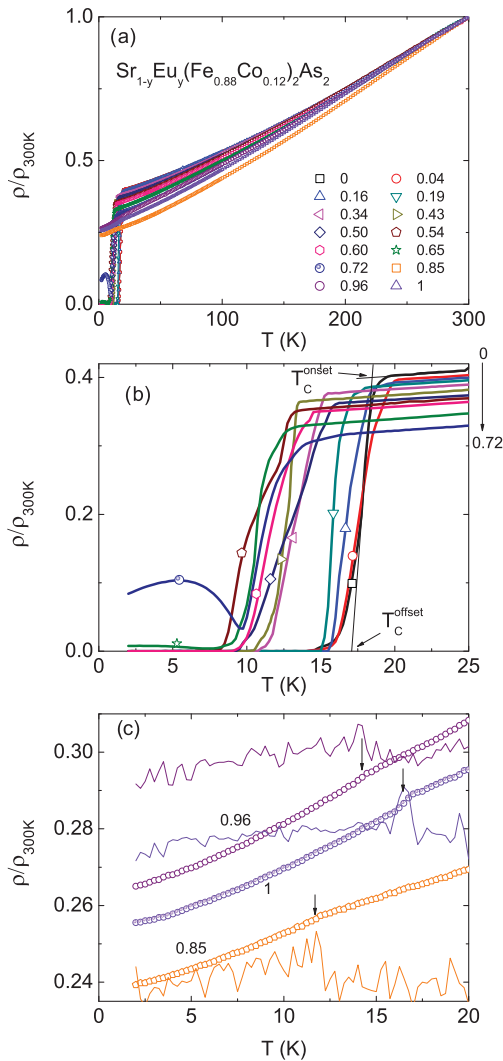 (a)
Sr1-yEuy(Fe0.88Co0.12)2As2
1.0
0.5
0.0
ρ/ρ300K
0 0.04
0.16 0.19
0.34 0.43
0.50 0.54
0.60 0.65
0.72 0.85
0.96 1
0 100 200 300
T (K)
(b)
TConset
0
0.72
0.4
0.2
0.0
ρ/ρ300K
TCoffset
5 10 15 20 25
T (K)
(c)
0.30
0.28
0.26
0.24
ρ/ρ300K
0.96
1
0.85
0 5 10 15 20
T (K)